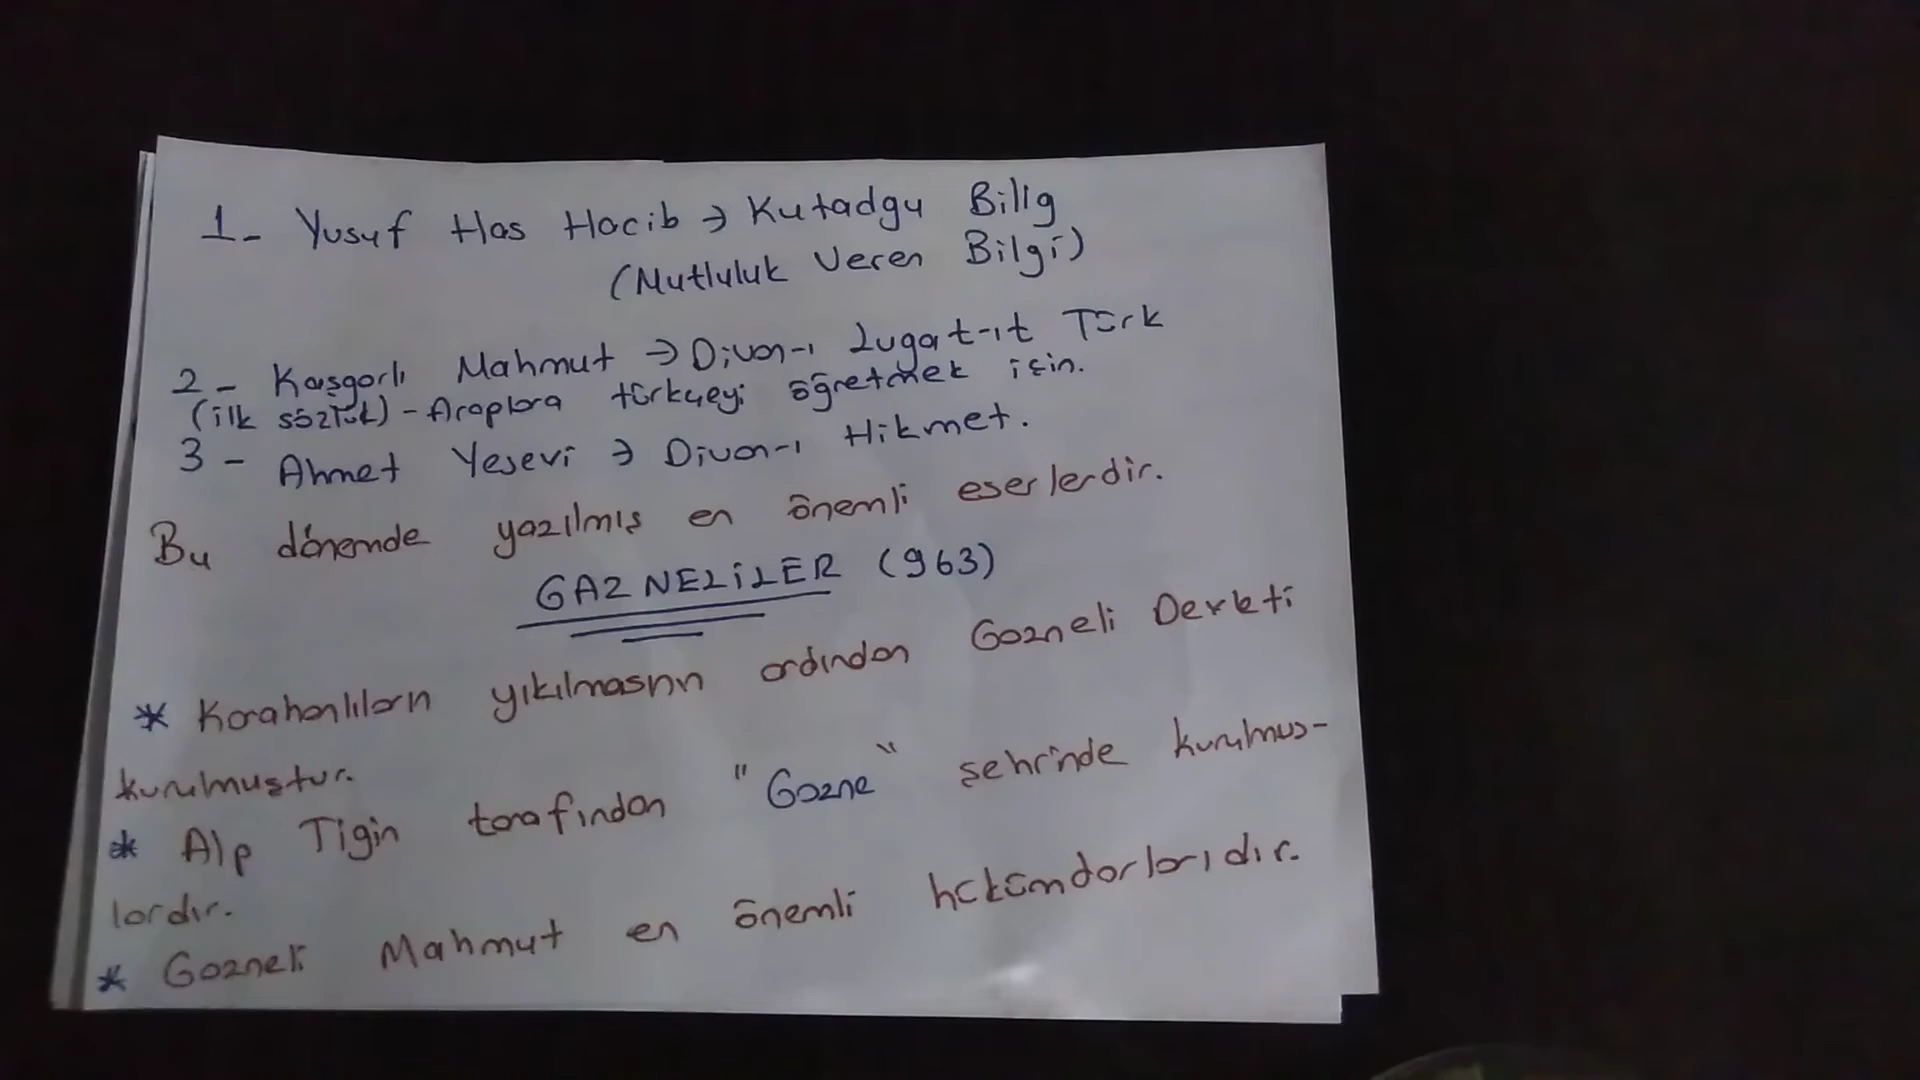 1- Yusuf Has Hacib → Kutadgu Bilig
(Mutluluk Veren Bilgi)
2- Kaşgarlı Mahmut → Divan-ı Lugat-ıt Türk
(ilk sözlük) - Araplara türkçeyi öğretmek için.
3- Ahmet Yesevi → Divan-ı Hikmet.
Bu dönemde yazılmış en önemli eserlerdir.
GAZNELİLER (963)
* Karahanlıların yıkılmasının ardından Gazneli Devleti
kurulmuştur.
* Alp Tigin tarafından "Gazne" şehrinde kurulmuş-
lardır.
* Gazneli Mahmut en önemli hükümdarlarıdır.